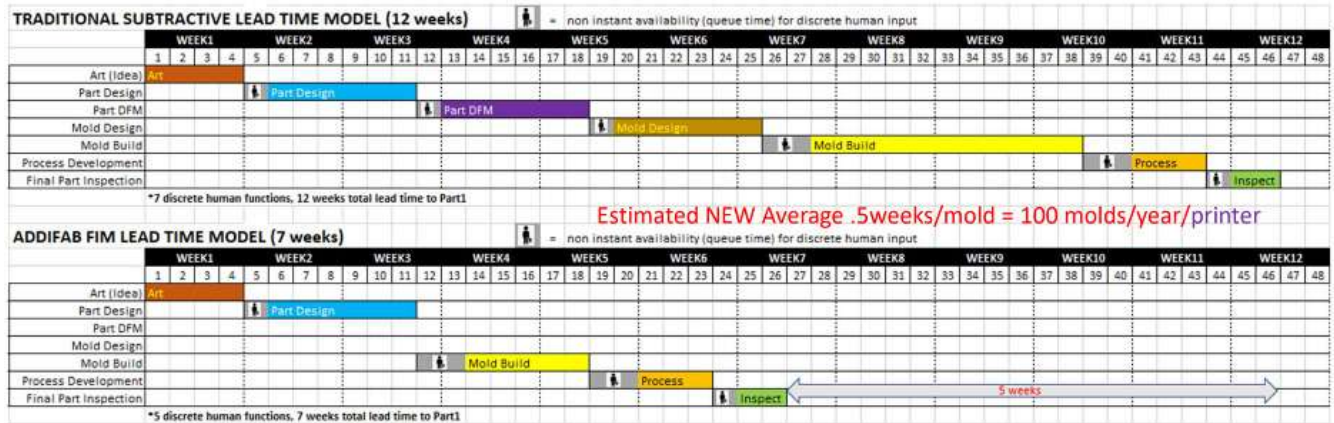 TRADITIONAL SUBTRACTIVE LEAD TIME MODEL (12 weeks) = non instant availability (queue time) for discrete human input
WEEK1 WEEK2 WEEK3 WEEK4 WEEK5 WEEK6 WEEK7 WEEK8 WEEK9 WEEK10 WEEK11 WEEK12
1 2 3 4 5 6 7 8 9 10 11 12 13 14 15 16 17 18 19 20 21 22 23 24 25 26 27 28 29 30 31 32 33 34 35 36 37 38 39 40 41 42 43 44 45 46 47 48
Art (Idea) Art
Part Design Part Design
Part DFM Part DFM
Mold Design Mold Design
Mold Build Mold Build
Process Development Process
Final Part Inspection Inspect
*7 discrete human functions, 12 weeks total lead time to Part1
Estimated NEW Average .5weeks/mold = 100 molds/year/printer
ADDIFAB FIM LEAD TIME MODEL (7 weeks) = non instant availability (queue time) for discrete human input
WEEK1 WEEK2 WEEK3 WEEK4 WEEK5 WEEK6 WEEK7 WEEK8 WEEK9 WEEK10 WEEK11 WEEK12
1 2 3 4 5 6 7 8 9 10 11 12 13 14 15 16 17 18 19 20 21 22 23 24 25 26 27 28 29 30 31 32 33 34 35 36 37 38 39 40 41 42 43 44 45 46 47 48
Art (Idea) Art
Part Design Part Design
Part DFM
Mold Design
Mold Build Mold Build
Process Development Process
Final Part Inspection Inspect 5 weeks
*5 discrete human functions, 7 weeks total lead time to Part1